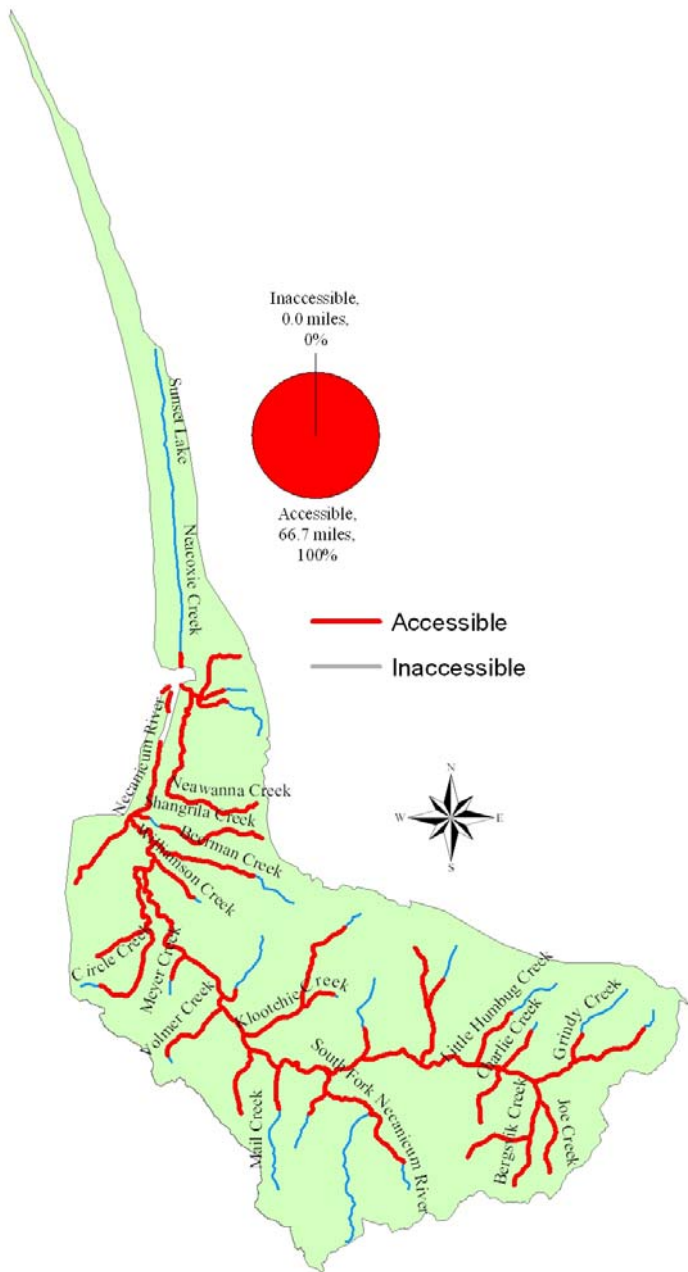 Inaccessible,
0.0 miles,
0%
Accessible,
66.7 miles,
100%
Accessible
Inaccessible
N
W
E
S
Sunset Lake
Neacoxie Creek
Necanicum River
Neawanna Creek
Shangrila Creek
Beerman Creek
Williamson Creek
Circle Creek
Meyer Creek
Volmer Creek
Klootchie Creek
Mail Creek
South Fork Necanicum River
Little Humbug Creek
Charlie Creek
Grindy Creek
Bergsvik Creek
Joe Creek